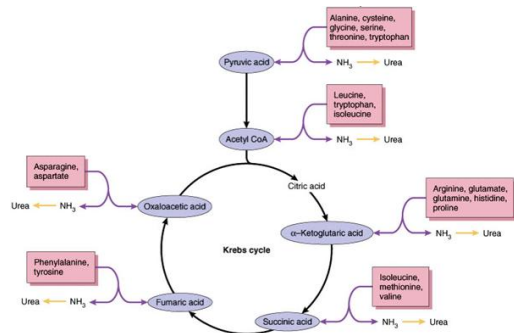 Alanine, cysteine,
glycine, serine,
threonine, tryptophan
Pyruvic acid
NH₃
Urea
Leucine,
tryptophan,
isoleucine
Acetyl CoA
NH₃
Urea
Citric acid
Asparagine,
aspartate
Urea
NH₃
Oxaloacetic acid
Arginine, glutamate,
glutamine, histidine,
proline
α–Ketoglutaric acid
NH₃
Urea
Krebs cycle
Phenylalanine,
tyrosine
Urea
NH₃
Fumaric acid
Isoleucine,
methionine,
valine
Succinic acid
NH₃
Urea